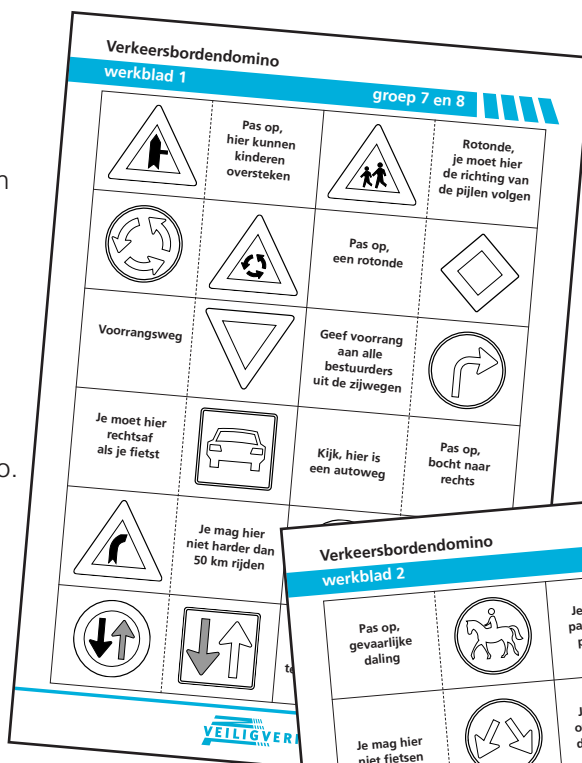 Verkeersbordendomino
werkblad 1
groep 7 en 8
Pas op,
hier kunnen
kinderen
oversteken
Rotonde,
je moet hier
de richting van
de pijlen volgen
Pas op,
een rotonde
Voorrangsweg
Geef voorrang
aan alle
bestuurders
uit de zijwegen
Je moet hier
rechtsaf
als je fietst
Kijk, hier is
een autoweg
Pas op,
bocht naar
rechts
Je mag hier
niet harder dan
50 km rijden
Verkeersbordendomino
werkblad 2
Pas op,
gevaarlijke
daling
Je mag hier
niet fietsen